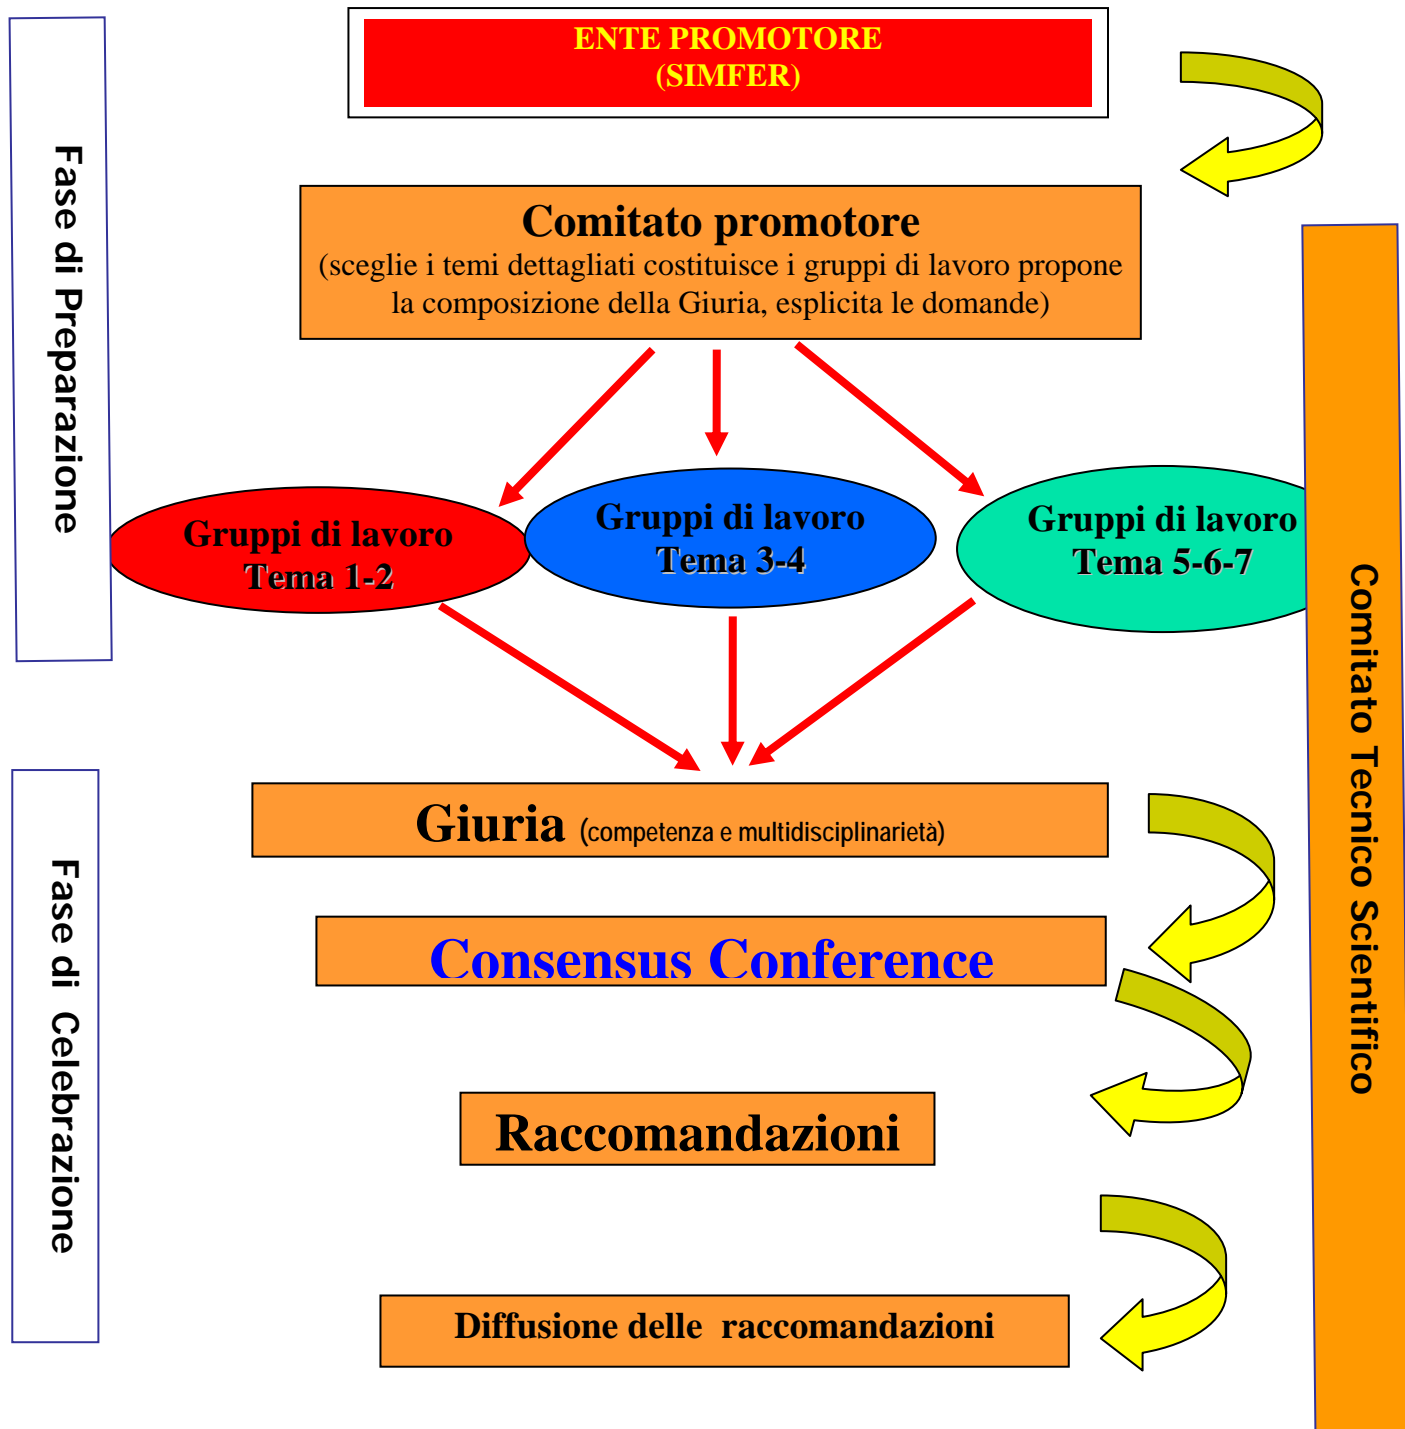 ENTE PROMOTORE
(SIMFER)
Fase di Preparazione
Comitato promotore
(sceglie i temi dettagliati costituisce i gruppi di lavoro propone
la composizione della Giuria, esplicita le domande)
Gruppi di lavoro
Tema 1-2
Gruppi di lavoro
Tema 3-4
Gruppi di lavoro
Tema 5-6-7
Comitato Tecnico Scientifico
Fase di Celebrazione
Giuria (competenza e multidisciplinarietà)
Consensus Conference
Raccomandazioni
Diffusione delle raccomandazioni